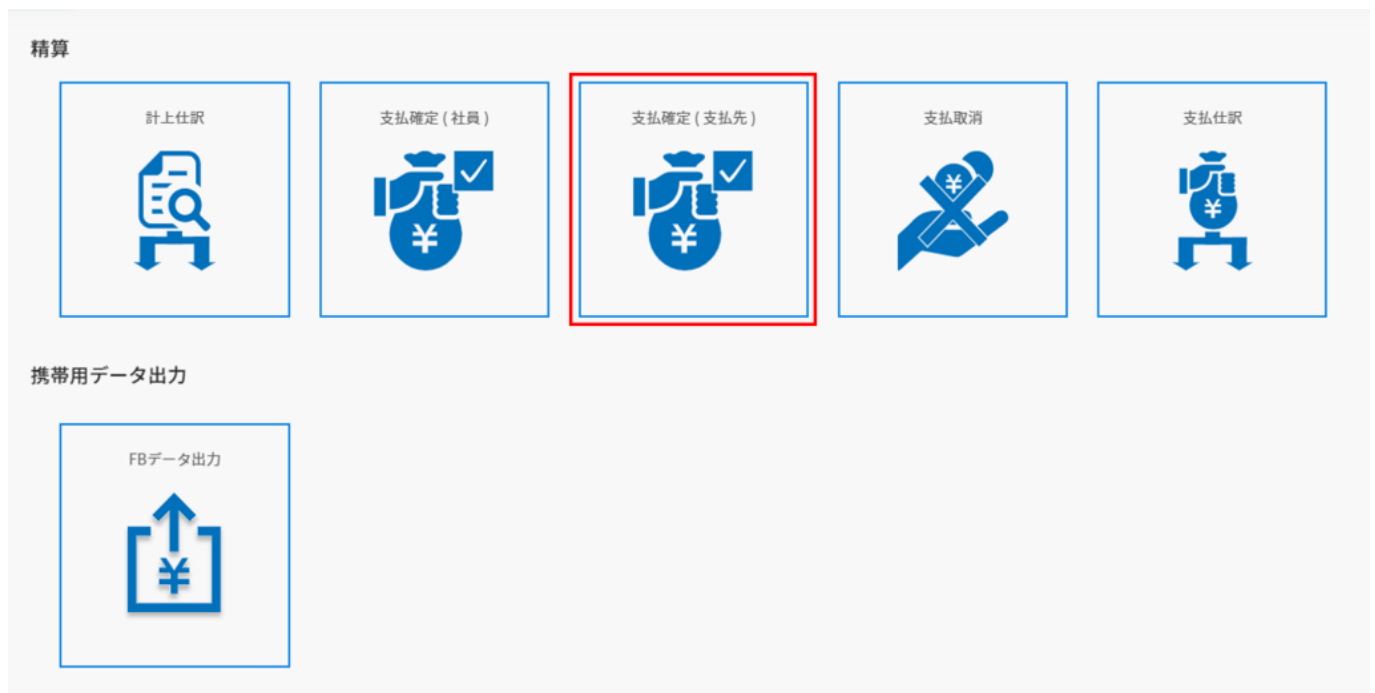 精算
計上仕訳
支払確定 ( 社員 )
支払確定 ( 支払先 )
支払取消
支払仕訳
¥
¥
¥
¥
携帯用データ出力
FBデータ出力
¥